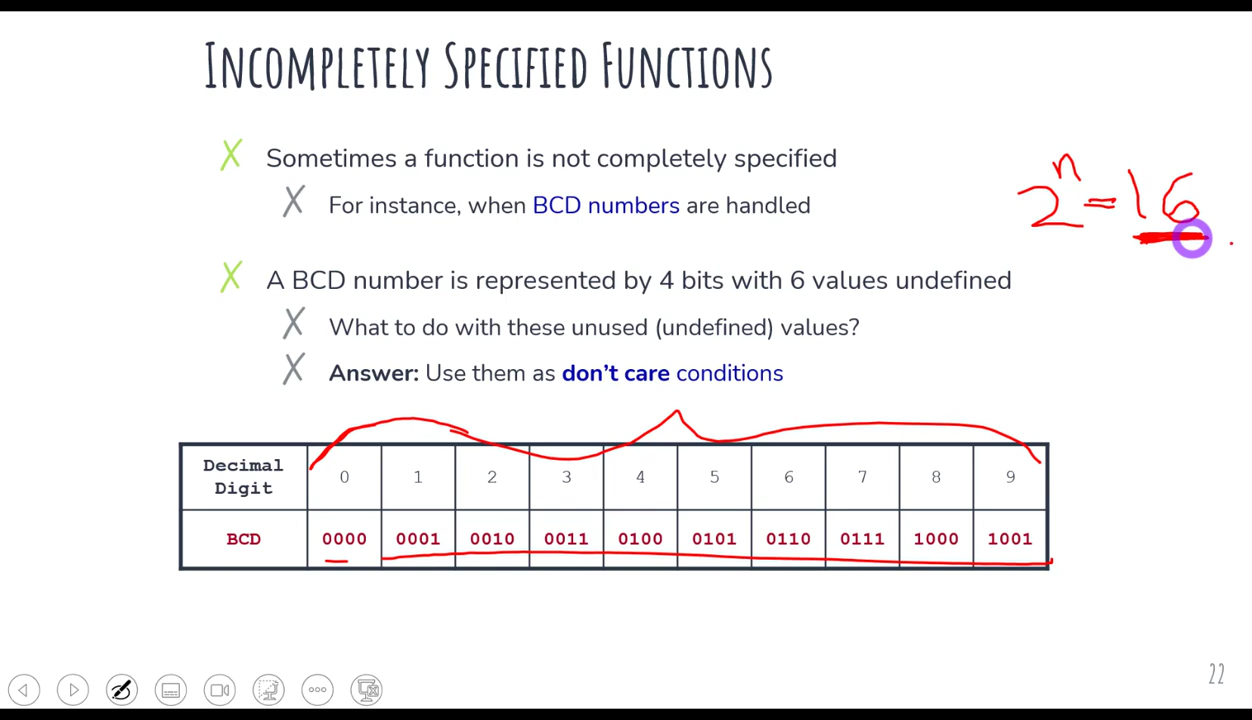 INCOMPLETELY SPECIFIED FUNCTIONS
Sometimes a function is not completely specified
For instance, when BCD numbers are handled
2^n = 16
A BCD number is represented by 4 bits with 6 values undefined
What to do with these unused (undefined) values?
Answer: Use them as don't care conditions
Decimal Digit 0 1 2 3 4 5 6 7 8 9
BCD 0000 0001 0010 0011 0100 0101 0110 0111 1000 1001
22